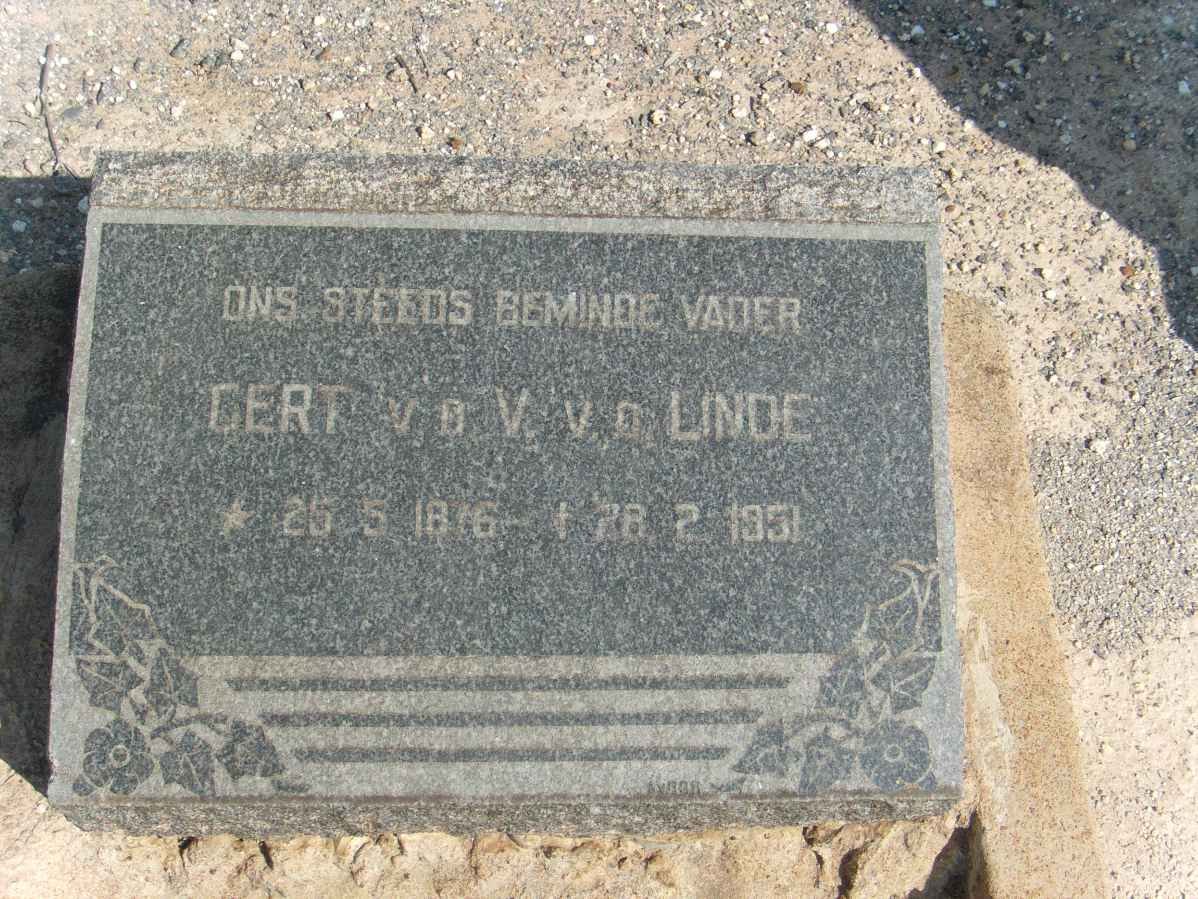 ONS STEEDS BEMINDE VADER
GERT V.D. V. V.D. LINDE
★ 25.5.1876 – † 28.2.1931